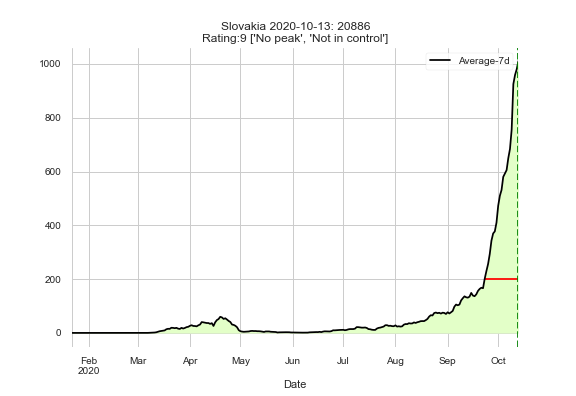 Slovakia 2020-10-13: 20886
Rating:9 ['No peak', 'Not in control']
Average-7d
1000
800
600
400
200
0
Feb Mar Apr May Jun Jul Aug Sep Oct
2020
Date